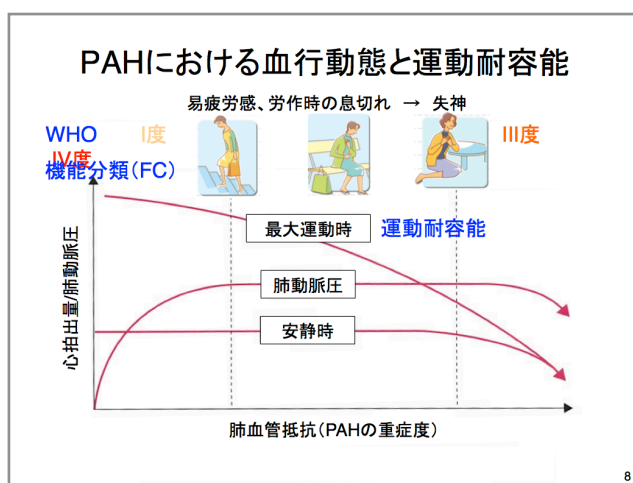 PAHにおける血行動態と運動耐容能
易疲労感、労作時の息切れ → 失神
WHO I度 III度
IV度
機能分類(FC)
最大運動時 運動耐容能
肺動脈圧
安静時
心拍出量/肺動脈圧
肺血管抵抗(PAHの重症度)
8